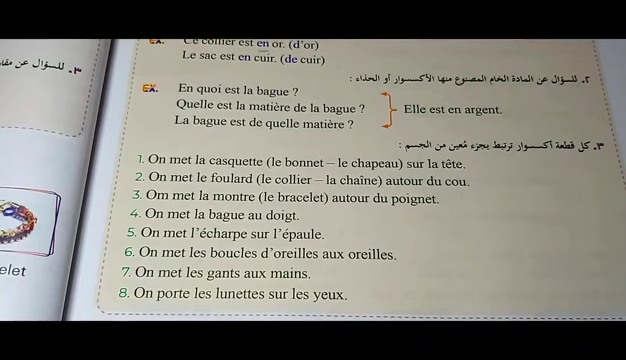 Ex. Ce collier est en or. (d'or)
Le sac est en cuir. (de cuir)
٣. للسؤال عن
٢. للسؤال عن المادة الخام المصنوع منها الأكسسوار أو الحذاء :
Ex. En quoi est la bague ?
Quelle est la matière de la bague ?
La bague est de quelle matière ?
Elle est en argent.
٣. كل قطعة أكسسوار ترتبط بجزء مُعين من الجسم :
1. On met la casquette (le bonnet – le chapeau) sur la tête.
2. On met le foulard (le collier – la chaîne) autour du cou.
3. Om met la montre (le bracelet) autour du poignet.
4. On met la bague au doigt.
5. On met l'écharpe sur l'épaule.
6. On met les boucles d'oreilles aux oreilles.
7. On met les gants aux mains.
8. On porte les lunettes sur les yeux.
elet